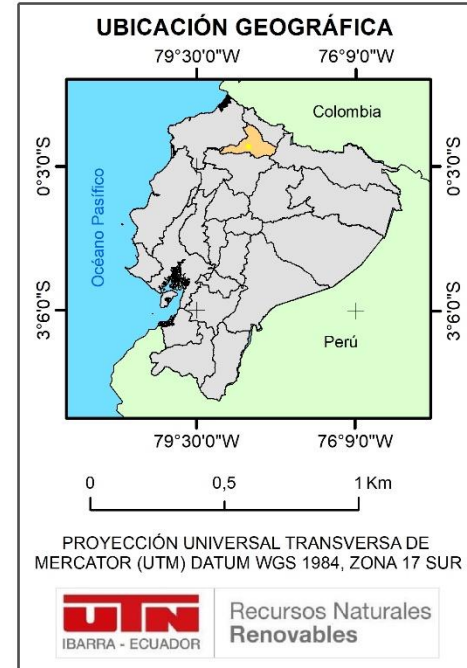 UBICACIÓN GEOGRÁFICA
79°30'0"W 76°9'0"W
Colombia
0°3'0"S 0°3'0"S
Océano Pasífico
3°6'0"S 3°6'0"S
Perú
79°30'0"W 76°9'0"W
0 0,5 1 Km
PROYECCIÓN UNIVERSAL TRANSVERSA DE
MERCATOR (UTM) DATUM WGS 1984, ZONA 17 SUR
UTN
IBARRA - ECUADOR
Recursos Naturales
Renovables